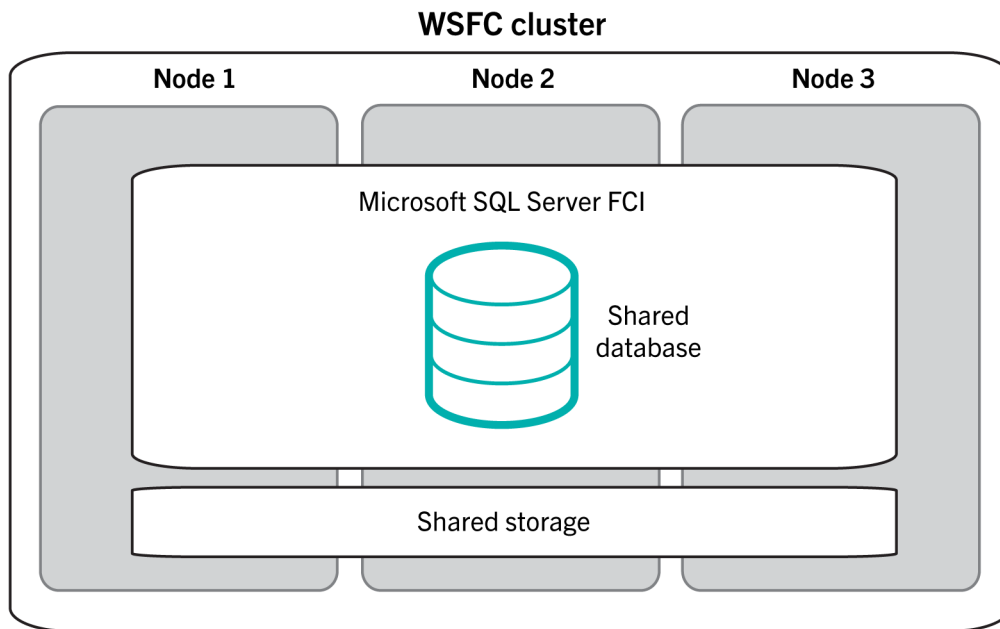 WSFC cluster
Node 1
Node 2
Node 3
Microsoft SQL Server FCI
Shared
database
Shared storage